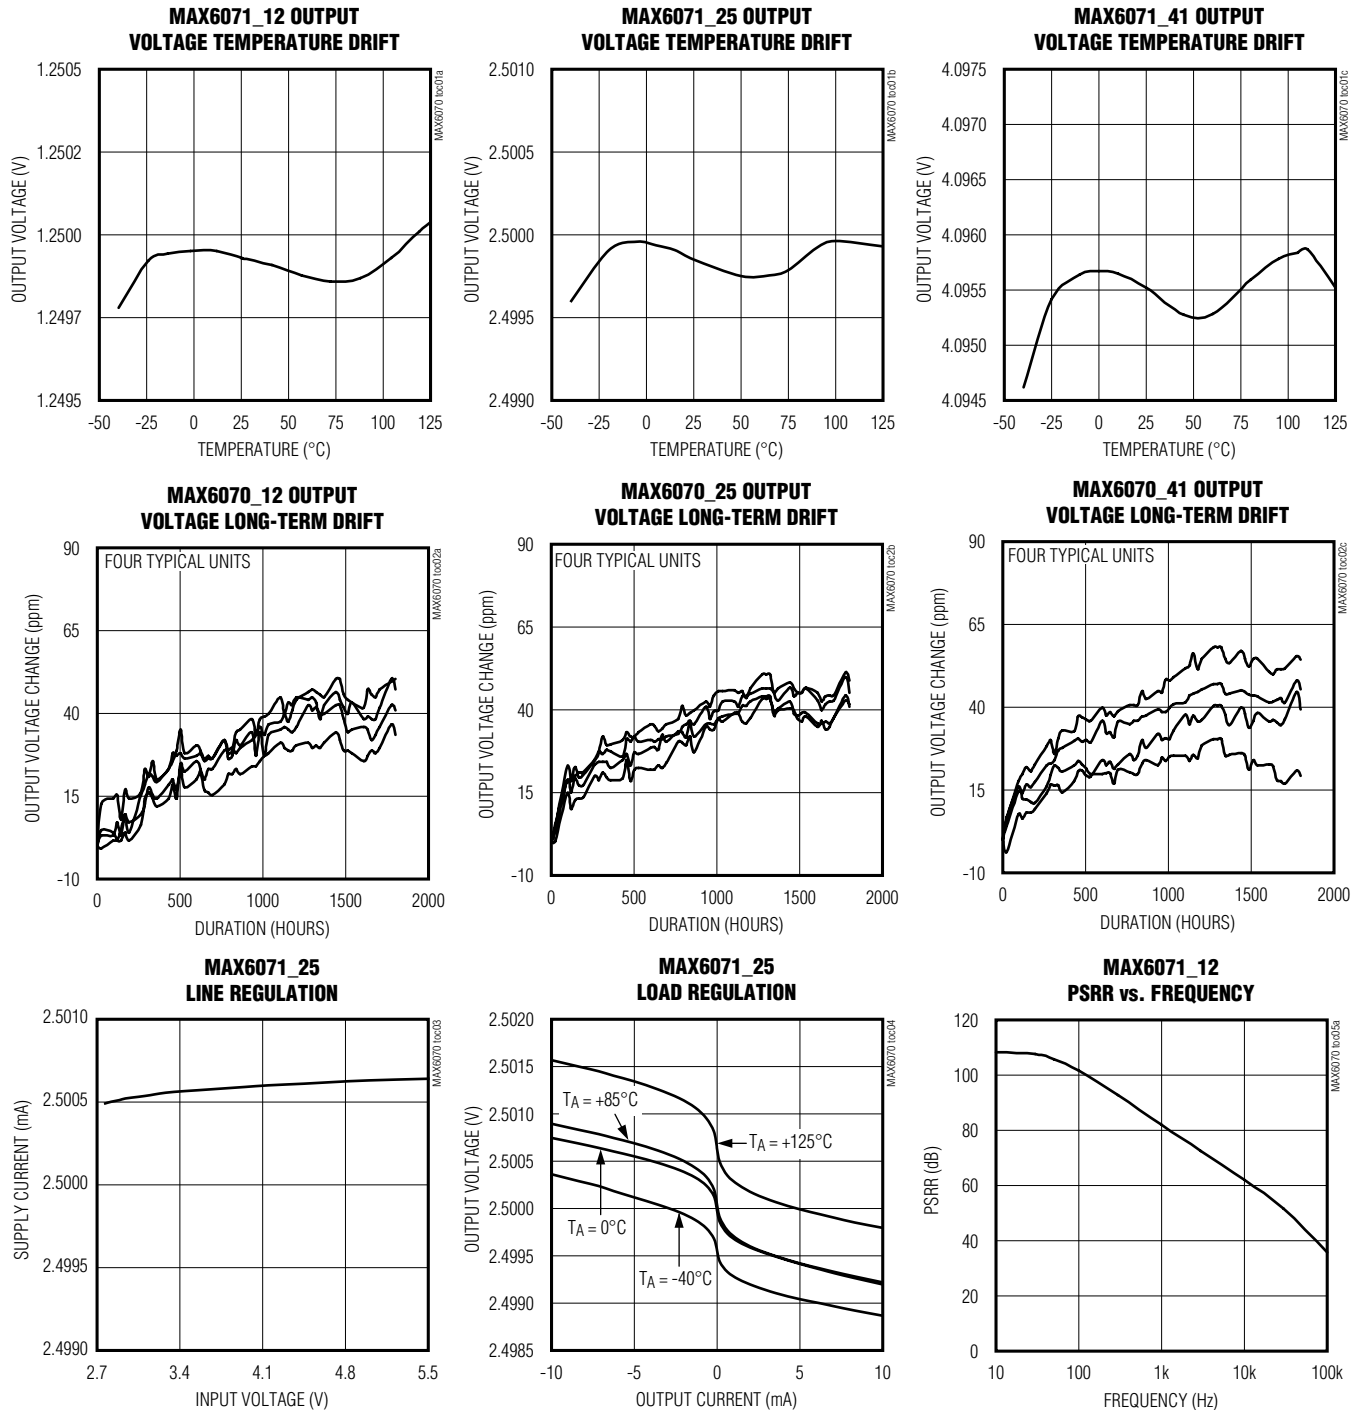 MAX6071_12 OUTPUT
VOLTAGE TEMPERATURE DRIFT
1.2505
1.2502
1.2500
1.2497
1.2495
OUTPUT VOLTAGE (V)
-50 -25 0 25 50 75 100 125
TEMPERATURE (°C)
MAX6070 toc01a
MAX6071_25 OUTPUT
VOLTAGE TEMPERATURE DRIFT
2.5010
2.5005
2.5000
2.4995
2.4990
OUTPUT VOLTAGE (V)
-50 -25 0 25 50 75 100 125
TEMPERATURE (°C)
MAX6070 toc01b
MAX6071_41 OUTPUT
VOLTAGE TEMPERATURE DRIFT
4.0975
4.0970
4.0965
4.0960
4.0955
4.0950
4.0945
OUTPUT VOLTAGE (V)
-50 -25 0 25 50 75 100 125
TEMPERATURE (°C)
MAX6070 toc01c
MAX6070_12 OUTPUT
VOLTAGE LONG-TERM DRIFT
FOUR TYPICAL UNITS
90
65
40
15
-10
OUTPUT VOLTAGE CHANGE (ppm)
0 500 1000 1500 2000
DURATION (HOURS)
MAX6070 toc02a
MAX6070_25 OUTPUT
VOLTAGE LONG-TERM DRIFT
FOUR TYPICAL UNITS
90
65
40
15
-10
OUTPUT VOLTAGE CHANGE (ppm)
0 500 1000 1500 2000
DURATION (HOURS)
MAX6070 toc2b
MAX6070_41 OUTPUT
VOLTAGE LONG-TERM DRIFT
FOUR TYPICAL UNITS
90
65
40
15
-10
OUTPUT VOLTAGE CHANGE (ppm)
0 500 1000 1500 2000
DURATION (HOURS)
MAX6070 toc02c
MAX6071_25
LINE REGULATION
2.5010
2.5005
2.5000
2.4995
2.4990
SUPPLY CURRENT (mA)
2.7 3.4 4.1 4.8 5.5
INPUT VOLTAGE (V)
MAX6070 toc03
MAX6071_25
LOAD REGULATION
2.5020
2.5015
2.5010
2.5005
2.5000
2.4995
2.4990
2.4985
OUTPUT VOLTAGE (V)
TA = +85°C
TA = +125°C
TA = 0°C
TA = -40°C
-10 -5 0 5 10
OUTPUT CURRENT (mA)
MAX6070 toc04
MAX6071_12
PSRR vs. FREQUENCY
120
100
80
60
40
20
0
PSRR (dB)
10 100 1k 10k 100k
FREQUENCY (Hz)
MAX6070 toc05a